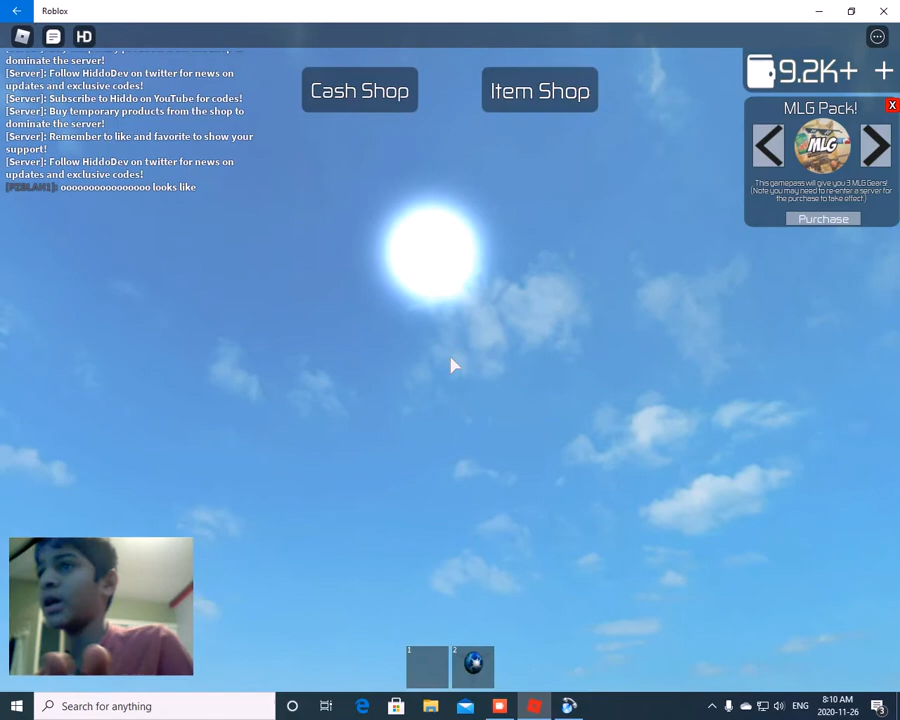 Roblox
HD
dominate the server!
[Server]: Follow HiddoDev on twitter for news on
updates and exclusive codes!
[Server]: Subscribe to Hiddo on YouTube for codes!
[Server]: Buy temporary products from the shop to
dominate the server!
[Server]: Remember to like and favorite to show your
support!
[Server]: Follow HiddoDev on twitter for news on
updates and exclusive codes!
[PZBLAH1]: oooooooooooooooo looks like
Cash Shop
Item Shop
9.2K+ +
MLG Pack!
X
MLG
This gamepass will give you 3 MLG Gears!
(Note you may need to re-enter a server for
the purchase to take effect.)
Purchase
1
2
Search for anything
ENG
8:10 AM
2020-11-26
3